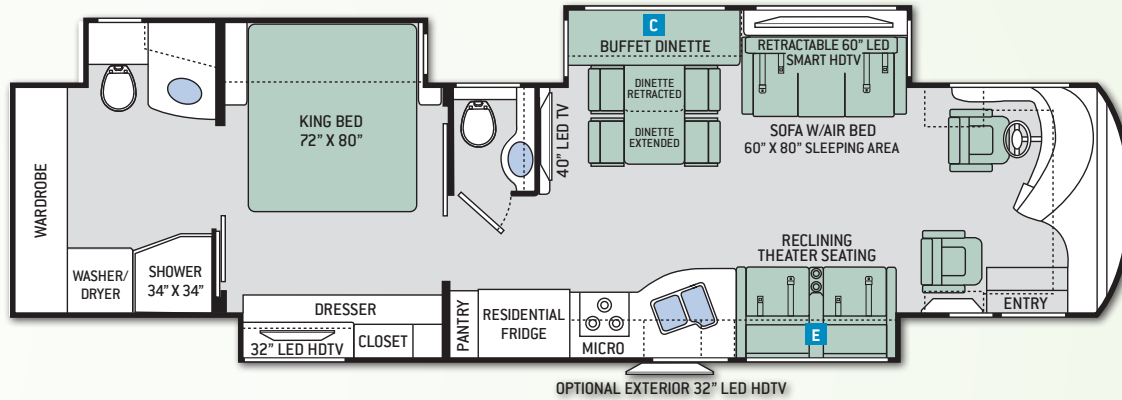 C
BUFFET DINETTE
RETRACTABLE 60" LED
SMART HDTV
DINETTE
RETRACTED
DINETTE
EXTENDED
40" LED TV
SOFA W/AIR BED
60" X 80" SLEEPING AREA
KING BED
72" X 80"
WARDROBE
WASHER/
DRYER
SHOWER
34" X 34"
DRESSER
32" LED HDTV
CLOSET
PANTRY
RESIDENTIAL
FRIDGE
MICRO
RECLINING
THEATER SEATING
E
ENTRY
OPTIONAL EXTERIOR 32" LED HDTV